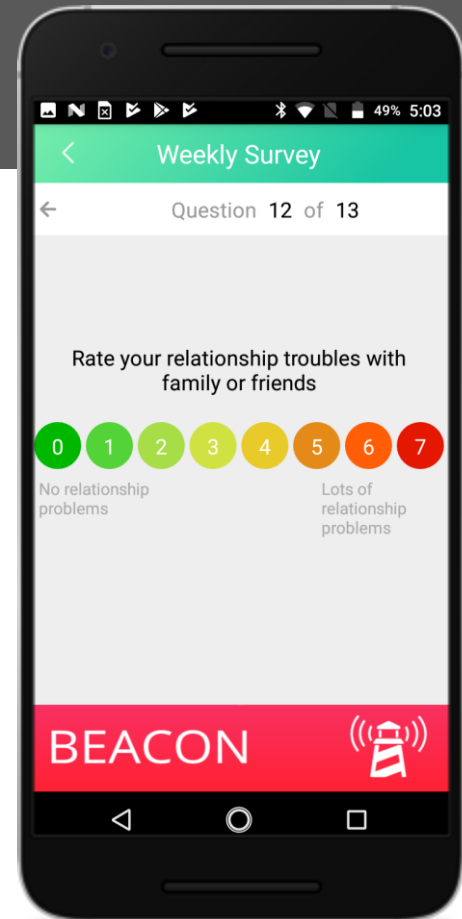 49% 5:03
Weekly Survey
Question 12 of 13
Rate your relationship troubles with
family or friends
0 1 2 3 4 5 6 7
No relationship
problems
Lots of
relationship
problems
BEACON